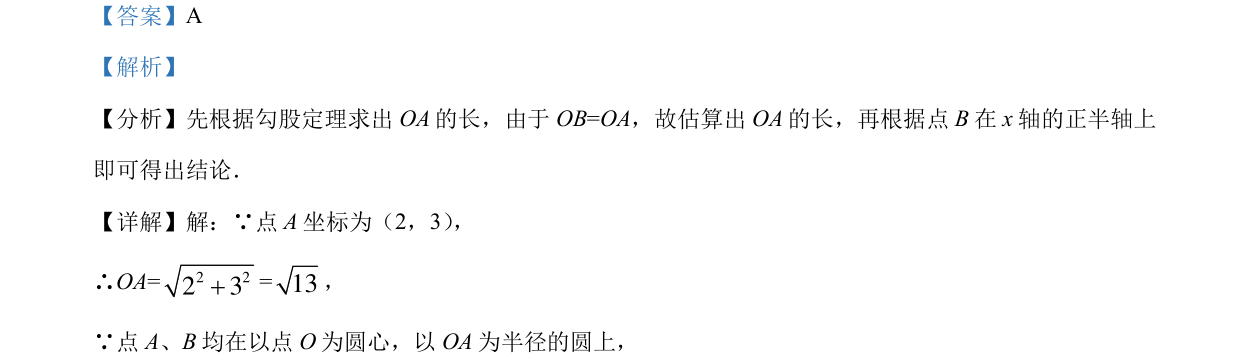 【答案】A
【解析】
【分析】先根据勾股定理求出 OA 的长，由于 OB=OA，故估算出 OA 的长，再根据点 B 在 x 轴的正半轴上
即可得出结论．
【详解】解：∵点 A 坐标为（2，3），
∴OA=√(2²+3²)=√13，
∵点 A、B 均在以点 O 为圆心，以 OA 为半径的圆上，